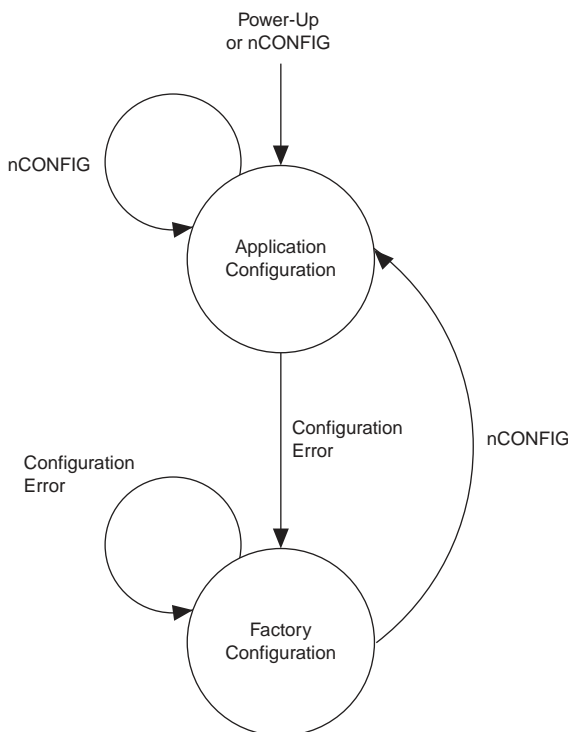 Power-Up
or nCONFIG
nCONFIG
Application
Configuration
Configuration
Error
nCONFIG
Configuration
Error
Factory
Configuration